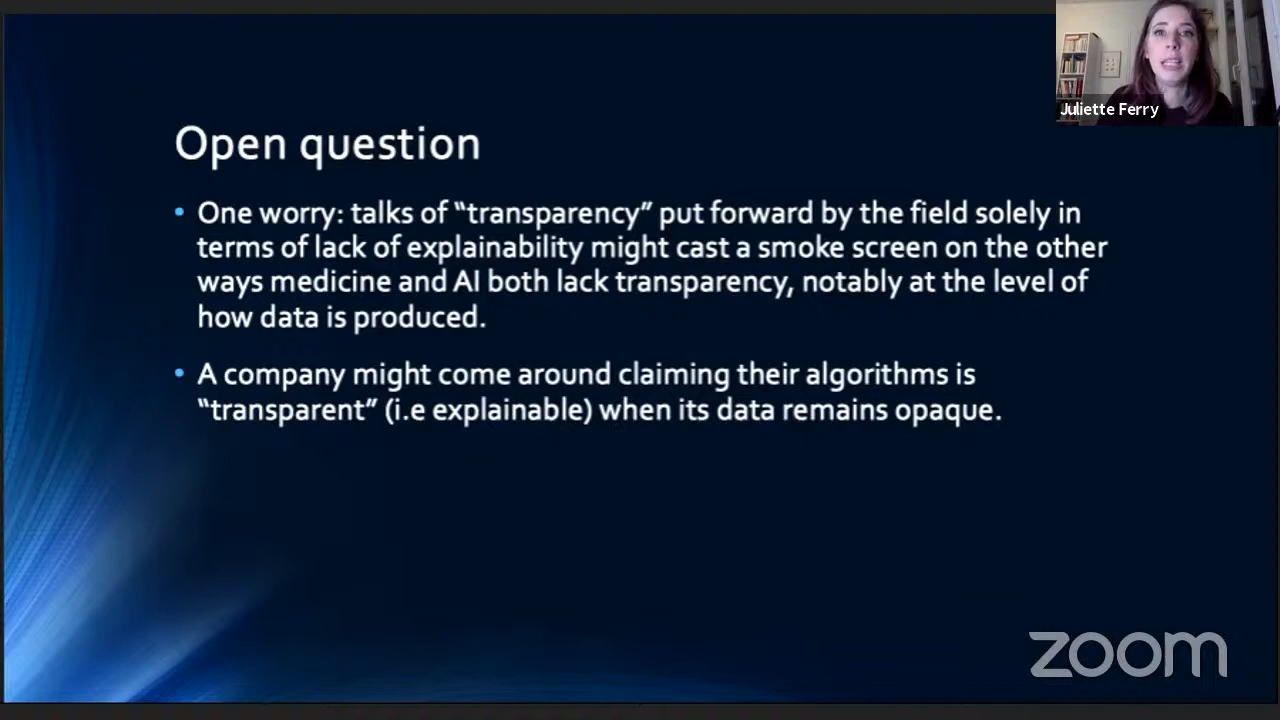 Juliette Ferry
Open question
• One worry: talks of “transparency” put forward by the field solely in
terms of lack of explainability might cast a smoke screen on the other
ways medicine and AI both lack transparency, notably at the level of
how data is produced.
• A company might come around claiming their algorithms is
“transparent” (i.e explainable) when its data remains opaque.
zoom